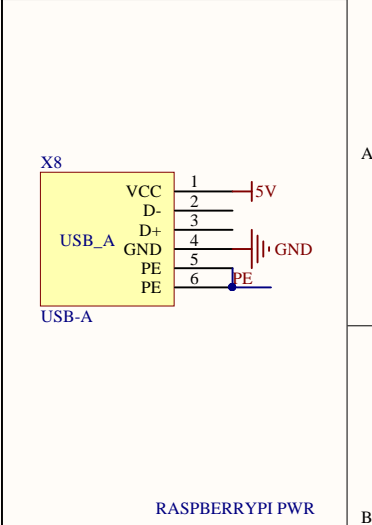 A
X8
VCC 1 5V
D- 2
D+ 3
USB_A
GND 4 GND
PE 5
PE 6 PE
USB-A
RASPBERRYPI PWR
B